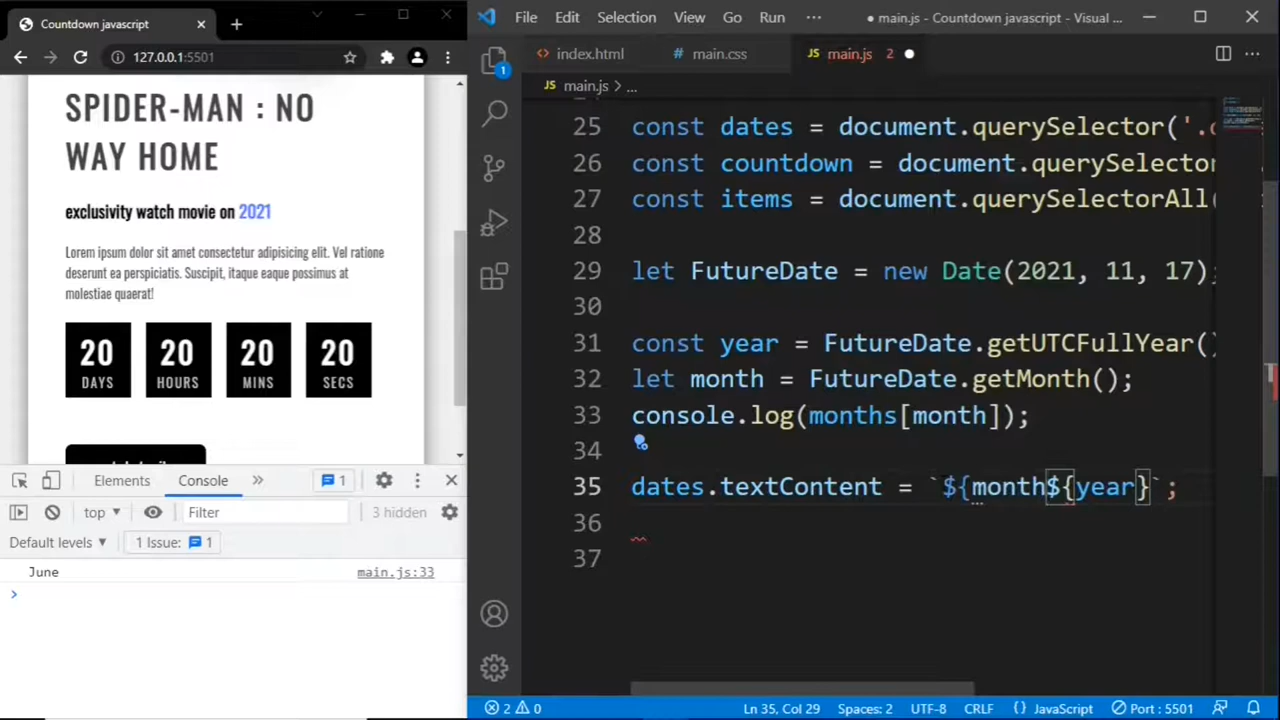 Countdown javascript
127.0.0.1:5501
SPIDER-MAN : NO
WAY HOME
exclusivity watch movie on 2021
Lorem ipsum dolor sit amet consectetur adipisicing elit. Vel ratione
deserunt ea perspiciatis. Suscipit, itaque eaque possimus at
molestiae quaerat!
20 20 20 20
DAYS HOURS MINS SECS
Elements Console 1
top Filter 3 hidden
Default levels 1 Issue: 1
June main.js:33
File Edit Selection View Go Run ··· ● main.js - Countdown javascript - Visual ...
index.html # main.css JS main.js 2
JS main.js > ...
1
25 const dates = document.querySelector('.
26 const countdown = document.querySelector
27 const items = document.querySelectorAll(
28
29 let FutureDate = new Date(2021, 11, 17);
30
31 const year = FutureDate.getUTCFullYear()
32 let month = FutureDate.getMonth();
33 console.log(months[month]);
34
35 dates.textContent = `${month${year}`;
36
37
2 0 Ln 35, Col 29 Spaces: 2 UTF-8 CRLF {} JavaScript Port : 5501